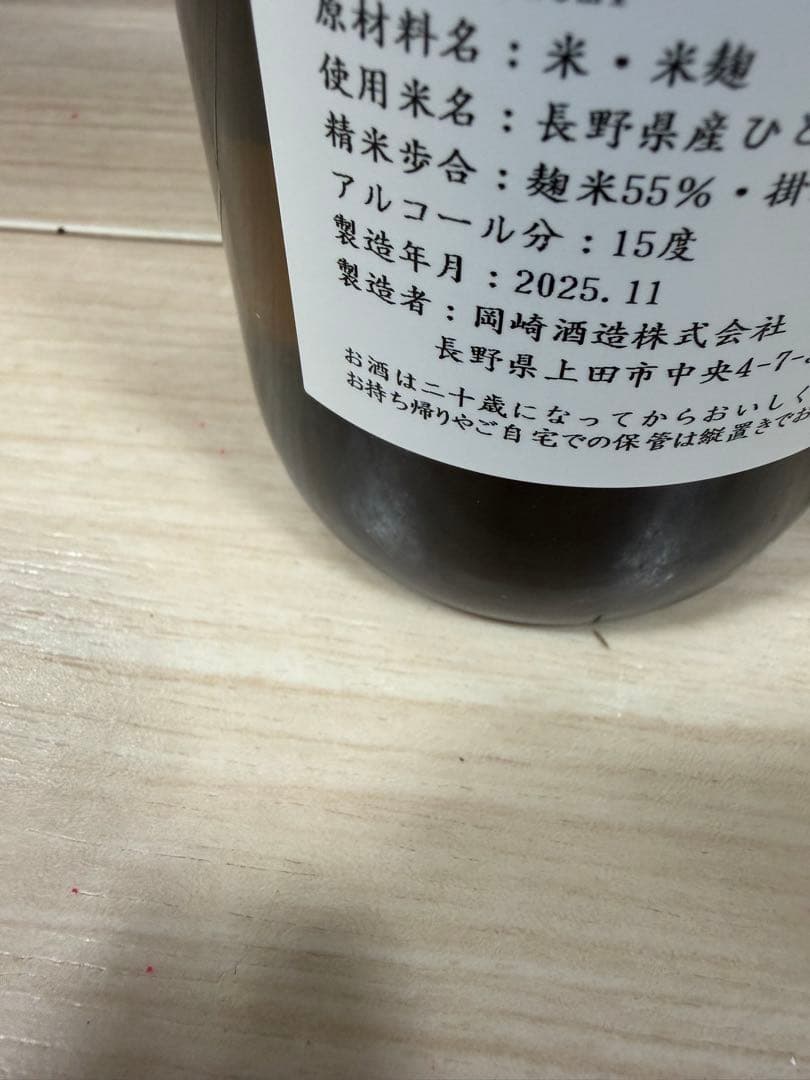 原材料名：米・米麹
使用米名：長野県産ひと
精米歩合：麹米55%・掛
アルコール分：15度
製造年月：2025.11
製造者：岡崎酒造株式会社
長野県上田市中央4-7-
お酒は二十歳になってからおいしく
お持ち帰りやご自宅での保管は縦置きでお